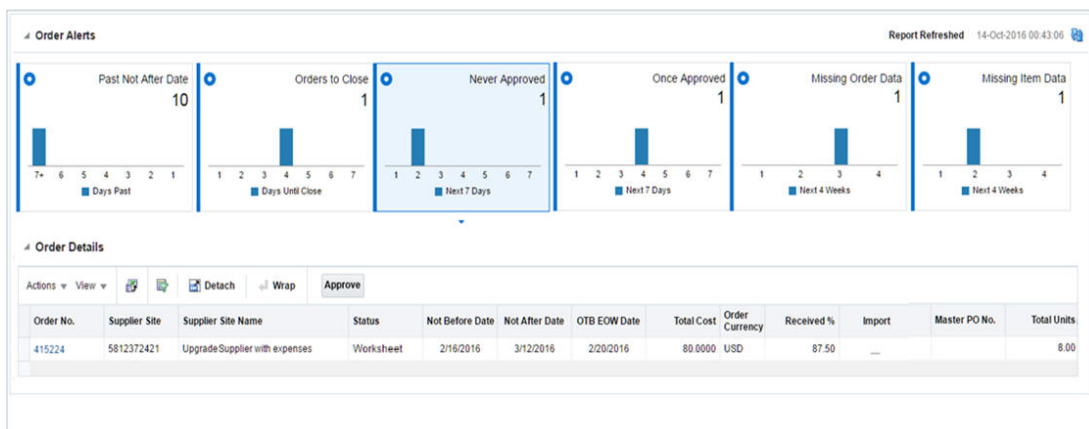 Order Alerts
Report Refreshed 14-Oct-2016 00:43:06
Past Not After Date
10
7+ 6 5 4 3 2 1
Days Past
Orders to Close
1
1 2 3 4 5 6 7
Days Until Close
Never Approved
1
1 2 3 4 5 6 7
Next 7 Days
Once Approved
1
1 2 3 4 5 6 7
Next 7 Days
Missing Order Data
1
1 2 3 4
Next 4 Weeks
Missing Item Data
1
1 2 3 4
Next 4 Weeks
Order Details
Actions View Detach Wrap Approve
Order No. Supplier Site Supplier Site Name Status Not Before Date Not After Date OTB EOW Date Total Cost Order Currency Received % Import Master PO No. Total Units
415224 5812372421 UpgradeSupplier with expenses Worksheet 2/16/2016 3/12/2016 2/20/2016 80.0000 USD 87.50 __ 8.00